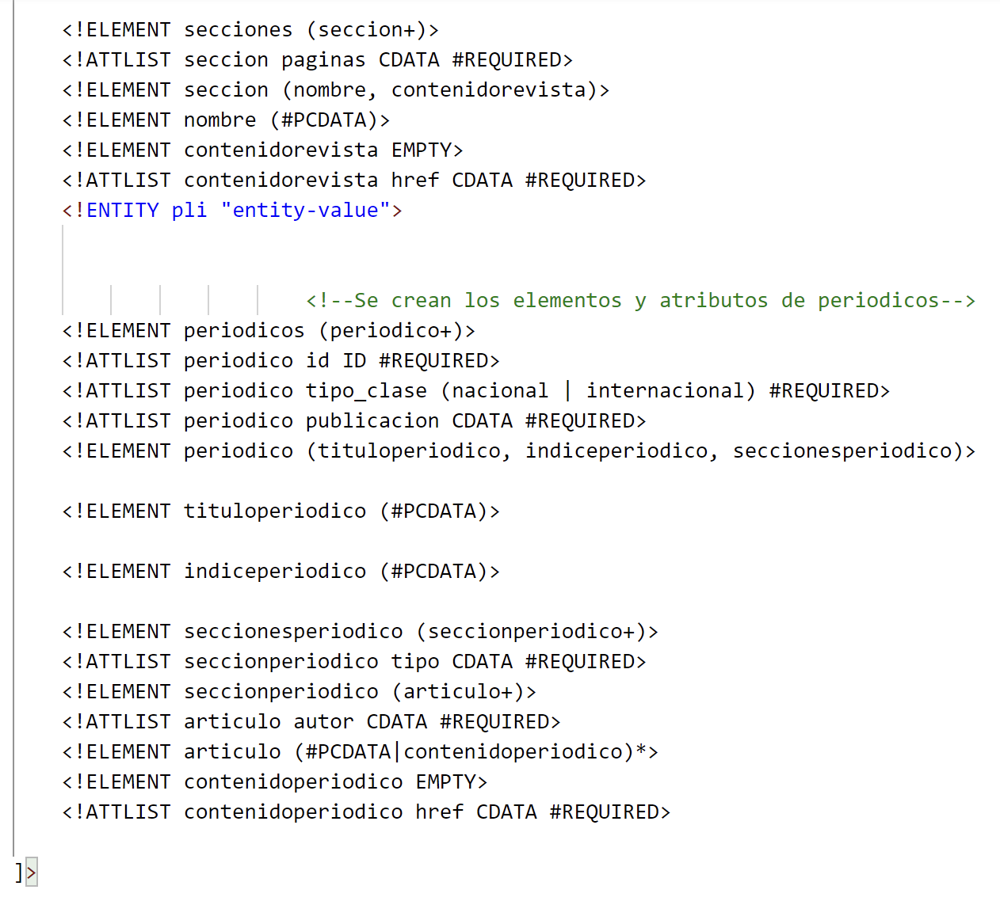 <!ELEMENT secciones (seccion+)>
<!ATTLIST seccion paginas CDATA #REQUIRED>
<!ELEMENT seccion (nombre, contenidorevista)>
<!ELEMENT nombre (#PCDATA)>
<!ELEMENT contenidorevista EMPTY>
<!ATTLIST contenidorevista href CDATA #REQUIRED>
<!ENTITY pli "entity-value">
<!--Se crean los elementos y atributos de periodicos-->
<!ELEMENT periodicos (periodico+)>
<!ATTLIST periodico id ID #REQUIRED>
<!ATTLIST periodico tipo_clase (nacional | internacional) #REQUIRED>
<!ATTLIST periodico publicacion CDATA #REQUIRED>
<!ELEMENT periodico (tituloperiodico, indiceperiodico, seccionesperiodico)>
<!ELEMENT tituloperiodico (#PCDATA)>
<!ELEMENT indiceperiodico (#PCDATA)>
<!ELEMENT seccionesperiodico (seccionperiodico+)>
<!ATTLIST seccionperiodico tipo CDATA #REQUIRED>
<!ELEMENT seccionperiodico (articulo+)>
<!ATTLIST articulo autor CDATA #REQUIRED>
<!ELEMENT articulo (#PCDATA|contenidoperiodico)*>
<!ELEMENT contenidoperiodico EMPTY>
<!ATTLIST contenidoperiodico href CDATA #REQUIRED>
]>